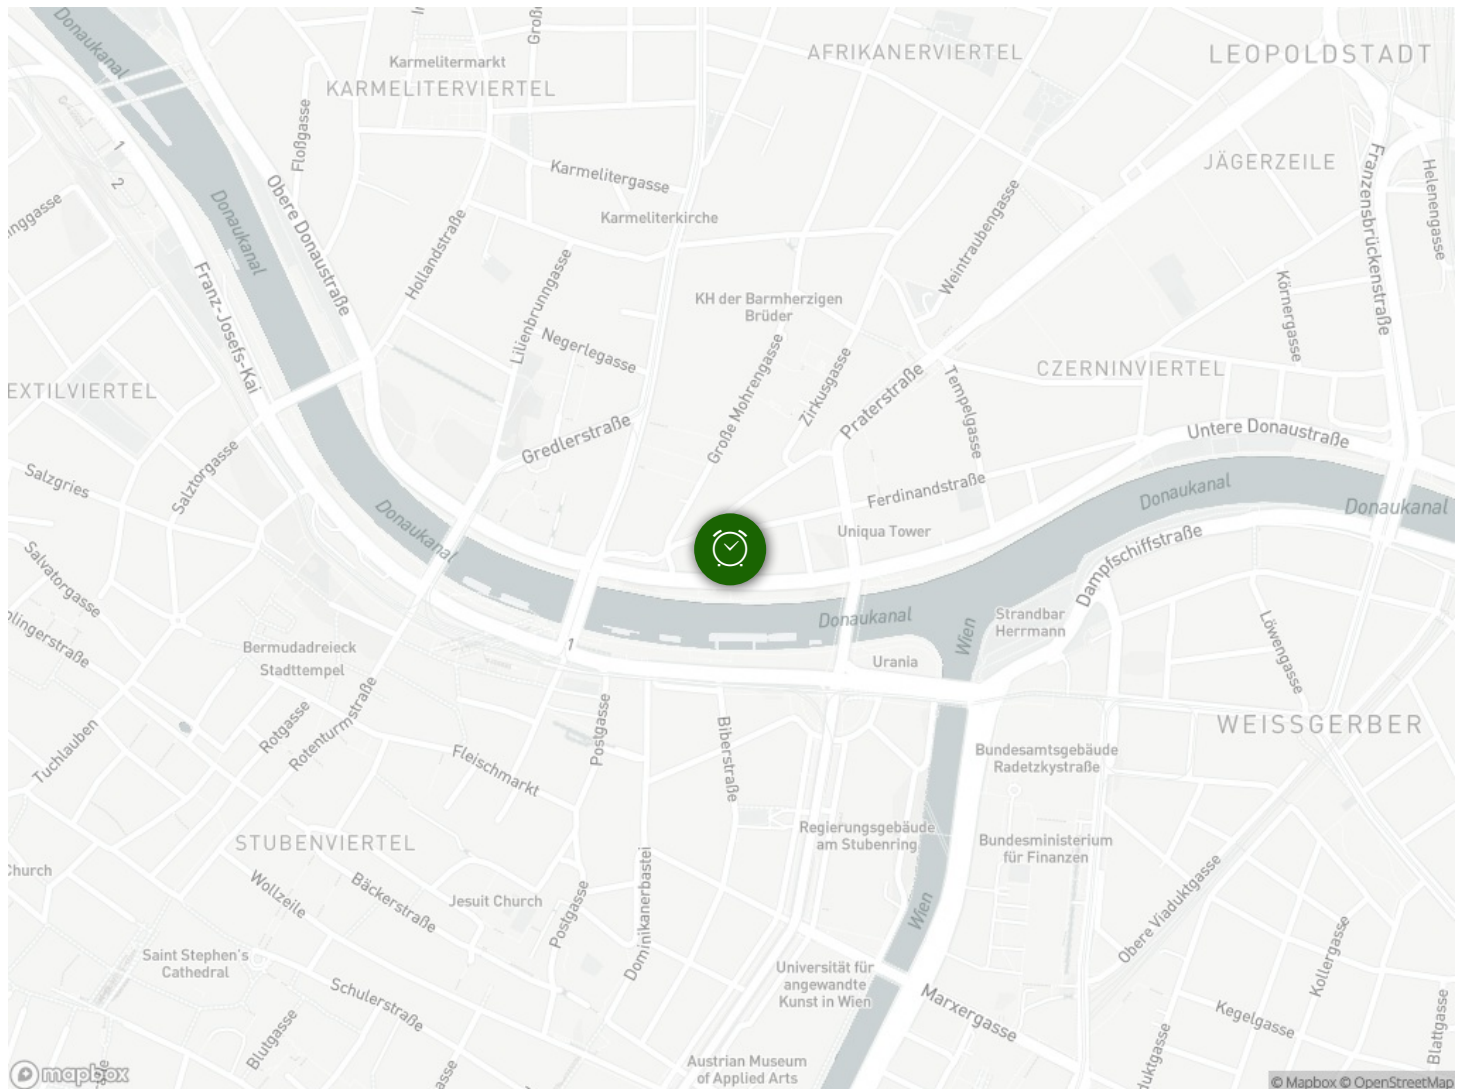 Donaukanal
Karmelitermarkt
KARMELITERVIERTEL
AFRIKANERVIERTEL
LEOPOLDSTADT
1
2
Floßgasse
Karmelitergasse
JÄGERZEILE
Franzensbrückenstraße
Helenengasse
Donaukanal
Obere Donaustraße
Hollandstraße
Karmeliterkirche
Weintraubengasse
Franz-Josefs-Kai
Lilienbrunngasse
Negerlegasse
KH der Barmherzigen
Brüder
Große Mohrengasse
Zirkusgasse
Praterstraße
Tempelgasse
Körnergasse
CZERNINVIERTEL
EXTILVIERTEL
Gredlerstraße
Untere Donaustraße
Salzgries
Salztorgasse
Donaukanal
Ferdinandstraße
Uniqua Tower
Donaukanal
Donaukanal
Dampfschiffstraße
Salvatorgasse
Donaukanal
Strandbar
Herrmann
Wien
Löwengasse
Bermudadreieck
Stadttempel
1
Urania
Tuchlauben
Rotgasse
Rotenturmstraße
Fleischmarkt
Postgasse
Biberstraße
WEISSGERBER
Bundesamtsgebäude
Radetzkystraße
STUBENVIERTEL
Regierungsgebäude
am Stubenring
Bundesministerium
für Finanzen
Church
Wollzeile
Bäckerstraße
Jesuit Church
Postgasse
Dominikanerbastei
Wien
Obere Viaduktgasse
Kollergasse
Saint Stephen's
Cathedral
Schulerstraße
Universität für
angewandte
Kunst in Wien
Marxergasse
Kegelgasse
Blattgasse
Blutgasse
Austrian Museum
of Applied Arts
mapbox
© Mapbox © OpenStreetMap